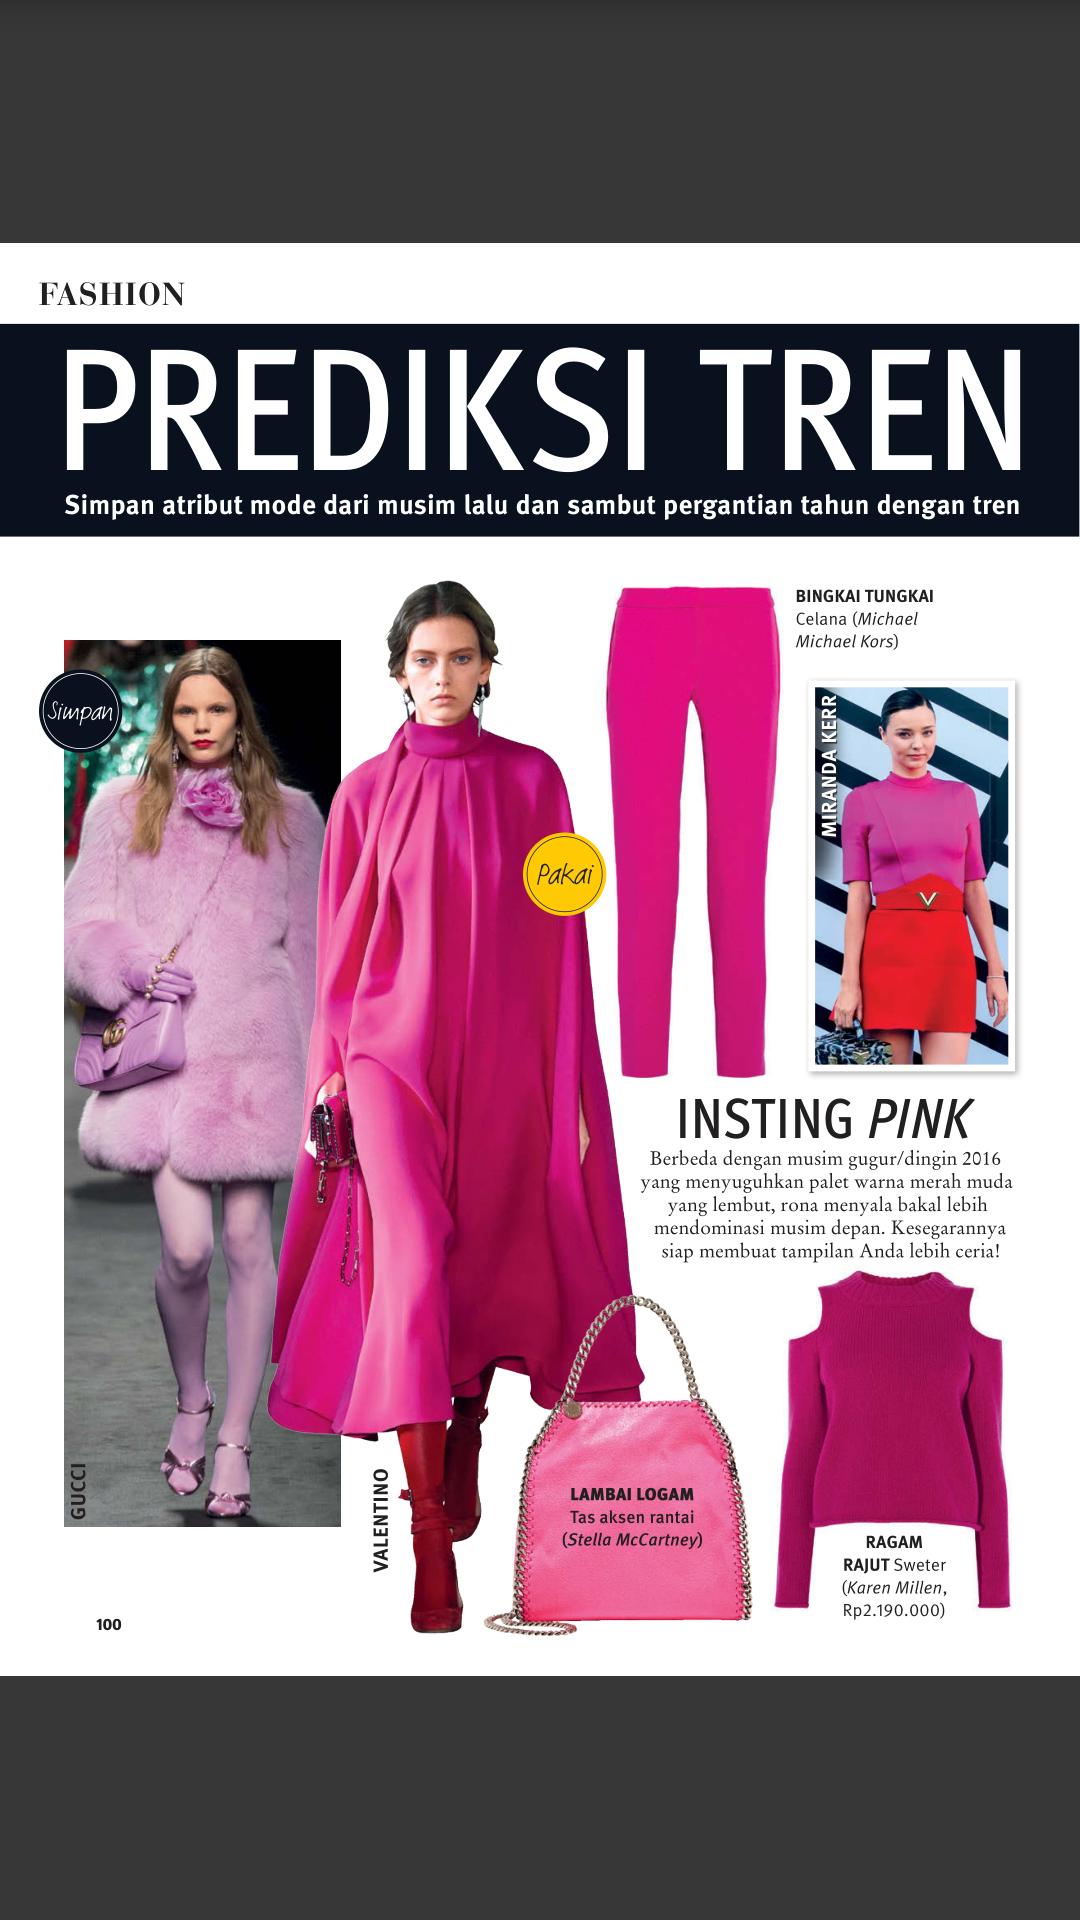 FASHION
PREDIKSI TREN
Simpan atribut mode dari musim lalu dan sambut pergantian tahun dengan tren
Simpan
GUCCI
VALENTINO
Pakai
BINGKAI TUNGKAI
Celana (Michael
Michael Kors)
MIRANDA KERR
INSTING PINK
Berbeda dengan musim gugur/dingin 2016
yang menyuguhkan palet warna merah muda
yang lembut, rona menyala bakal lebih
mendominasi musim depan. Kesegarannya
siap membuat tampilan Anda lebih ceria!
LAMBAI LOGAM
Tas aksen rantai
(Stella McCartney)
RAGAM
RAJUT Sweter
(Karen Millen,
Rp2.190.000)
100